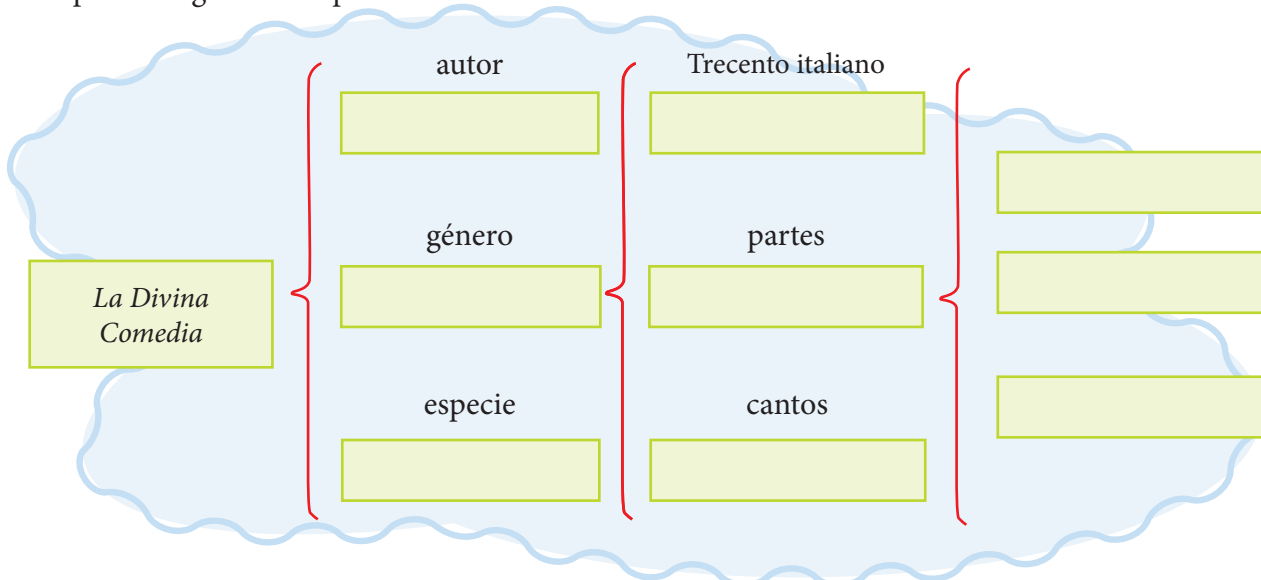 autor
Trecento italiano
género
partes
La Divina
Comedia
especie
cantos